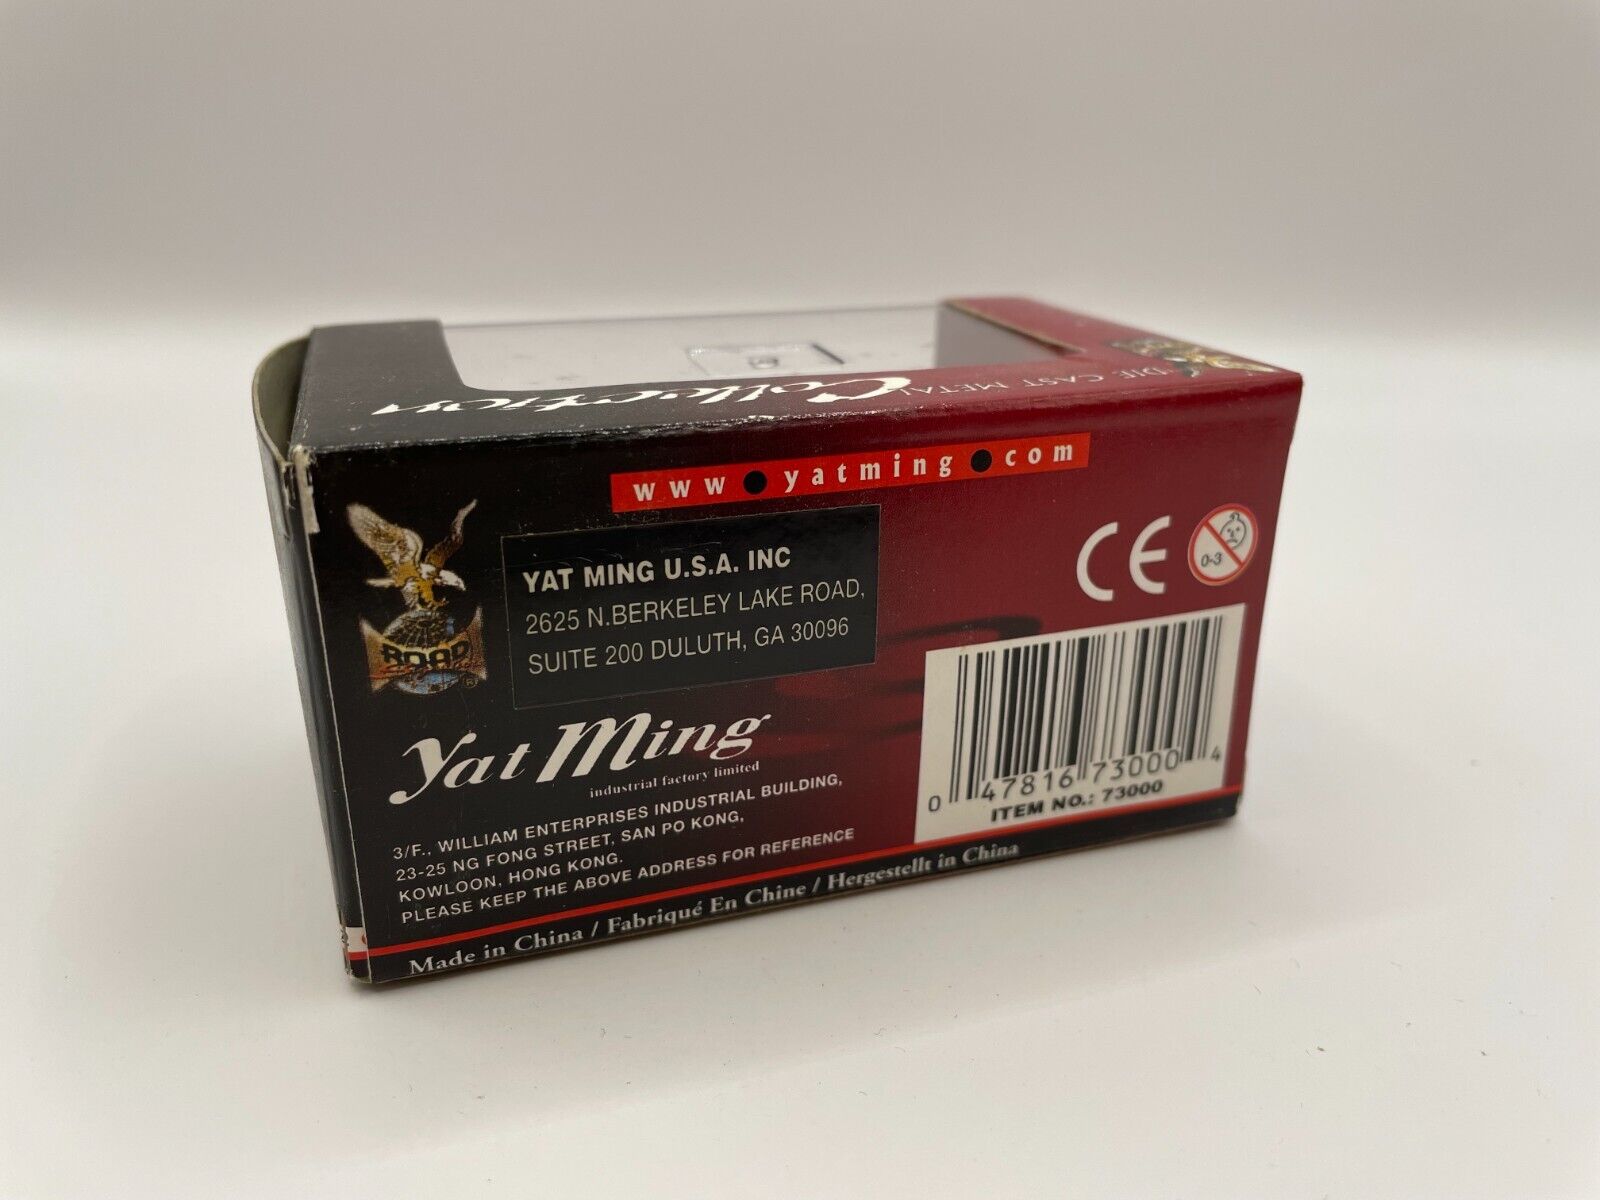 DIE CAST METAL Collection
www.yatming.com
YAT MING U.S.A. INC
2625 N.BERKELEY LAKE ROAD,
SUITE 200 DULUTH, GA 30096
ROAD
®
Yat Ming
industrial factory limited
3/F., WILLIAM ENTERPRISES INDUSTRIAL BUILDING,
23-25 NG FONG STREET, SAN PO KONG,
KOWLOON, HONG KONG.
PLEASE KEEP THE ABOVE ADDRESS FOR REFERENCE
CE
0-3
0 47816 73000 4
ITEM NO.: 73000
Made in China / Fabriqué En Chine / Hergestellt in China